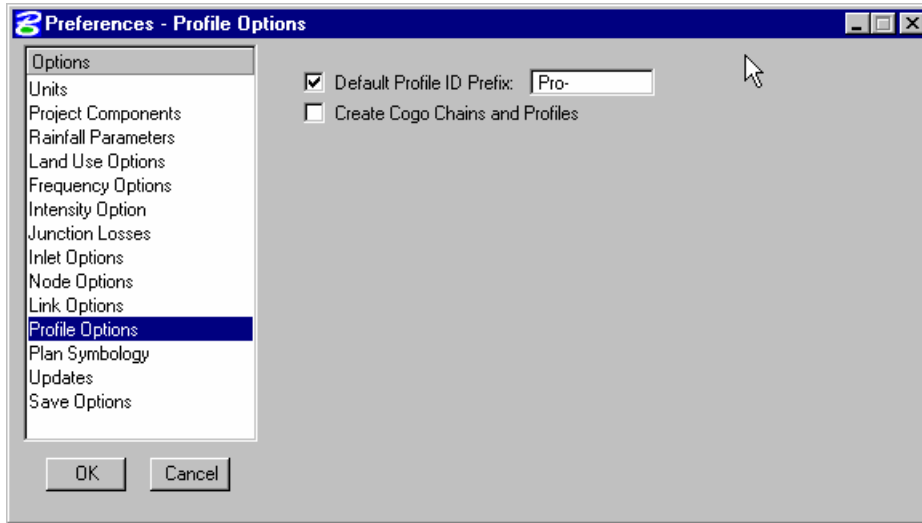 Preferences - Profile Options
Options
Units
Project Components
Rainfall Parameters
Land Use Options
Frequency Options
Intensity Option
Junction Losses
Inlet Options
Node Options
Link Options
Profile Options
Plan Symbology
Updates
Save Options
Default Profile ID Prefix: Pro-
Create Cogo Chains and Profiles
OK Cancel